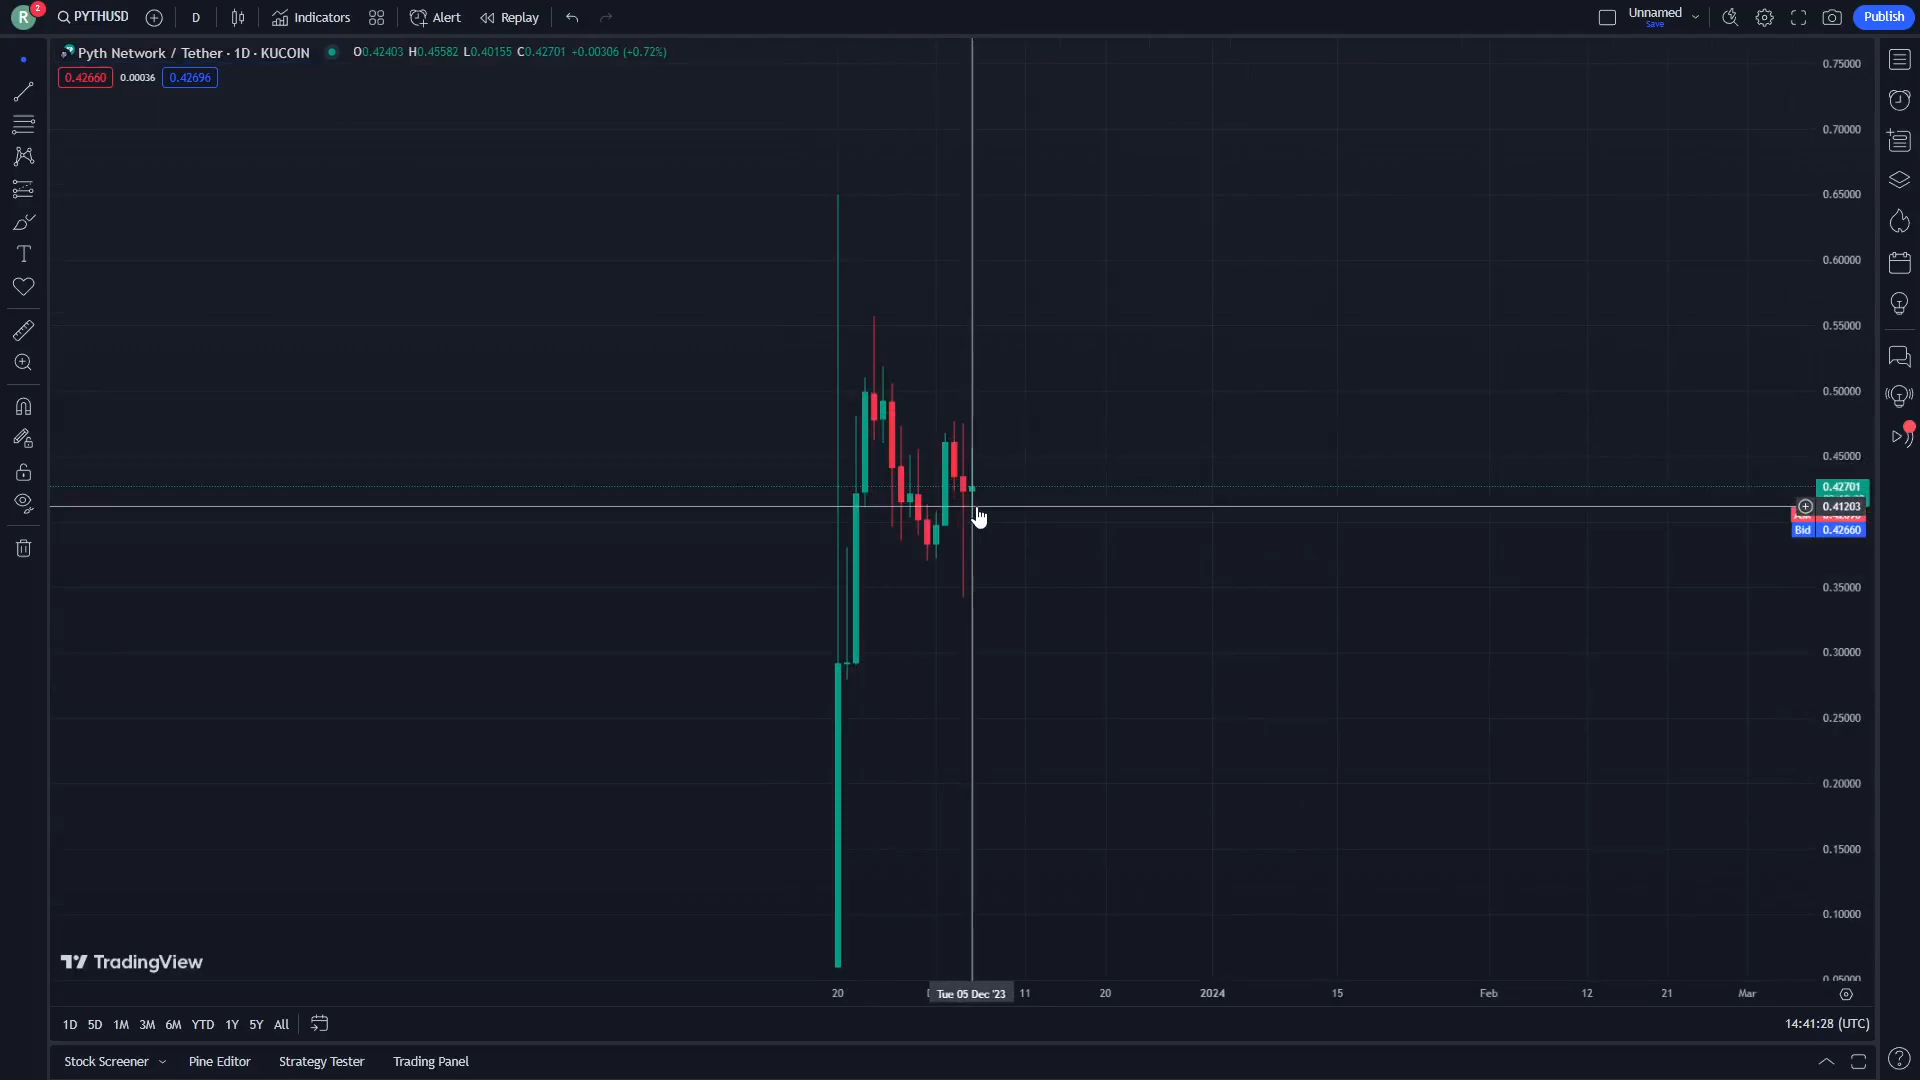 R 2 PYTHUSD D Indicators Alert Replay Unnamed Save Publish
Pyth Network / Tether · 1D · KUCOIN O0.42403 H0.45582 L0.40155 C0.42701 +0.00306 (+0.72%)
0.42660 0.00036 0.42696
0.75000
0.70000
0.65000
0.60000
0.55000
0.50000
0.45000
0.42701
0.41203
Bid 0.42660
0.35000
0.30000
0.25000
0.20000
0.15000
0.10000
0.05000
TradingView
20 Tue 05 Dec '23 11 20 2024 15 Feb 12 21 Mar
1D 5D 1M 3M 6M YTD 1Y 5Y All 14:41:28 (UTC)
Stock Screener Pine Editor Strategy Tester Trading Panel